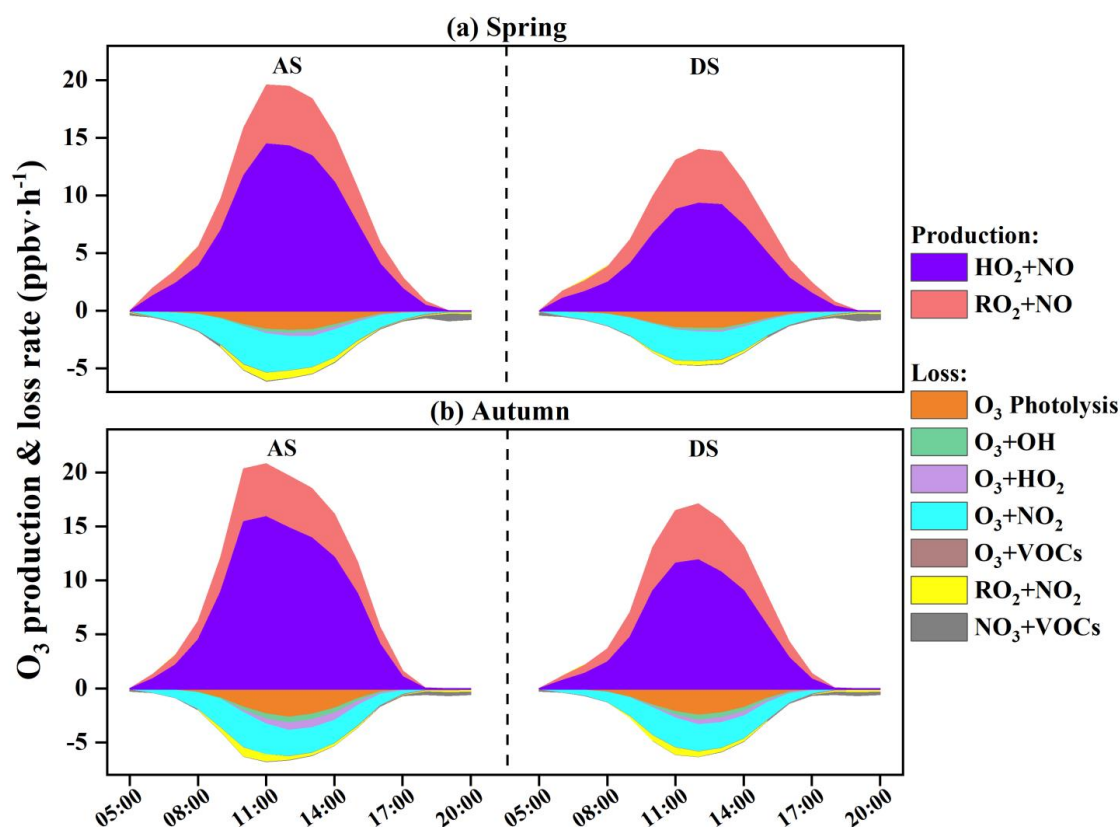 (a) Spring
AS
DS
20
15
10
5
0
-5
O₃ production & loss rate (ppbv·h⁻¹)
(b) Autumn
AS
DS
20
15
10
5
0
-5
05:00 08:00 11:00 14:00 17:00 20:00 05:00 08:00 11:00 14:00 17:00 20:00
Production:
HO₂+NO
RO₂+NO
Loss:
O₃ Photolysis
O₃+OH
O₃+HO₂
O₃+NO₂
O₃+VOCs
RO₂+NO₂
NO₃+VOCs